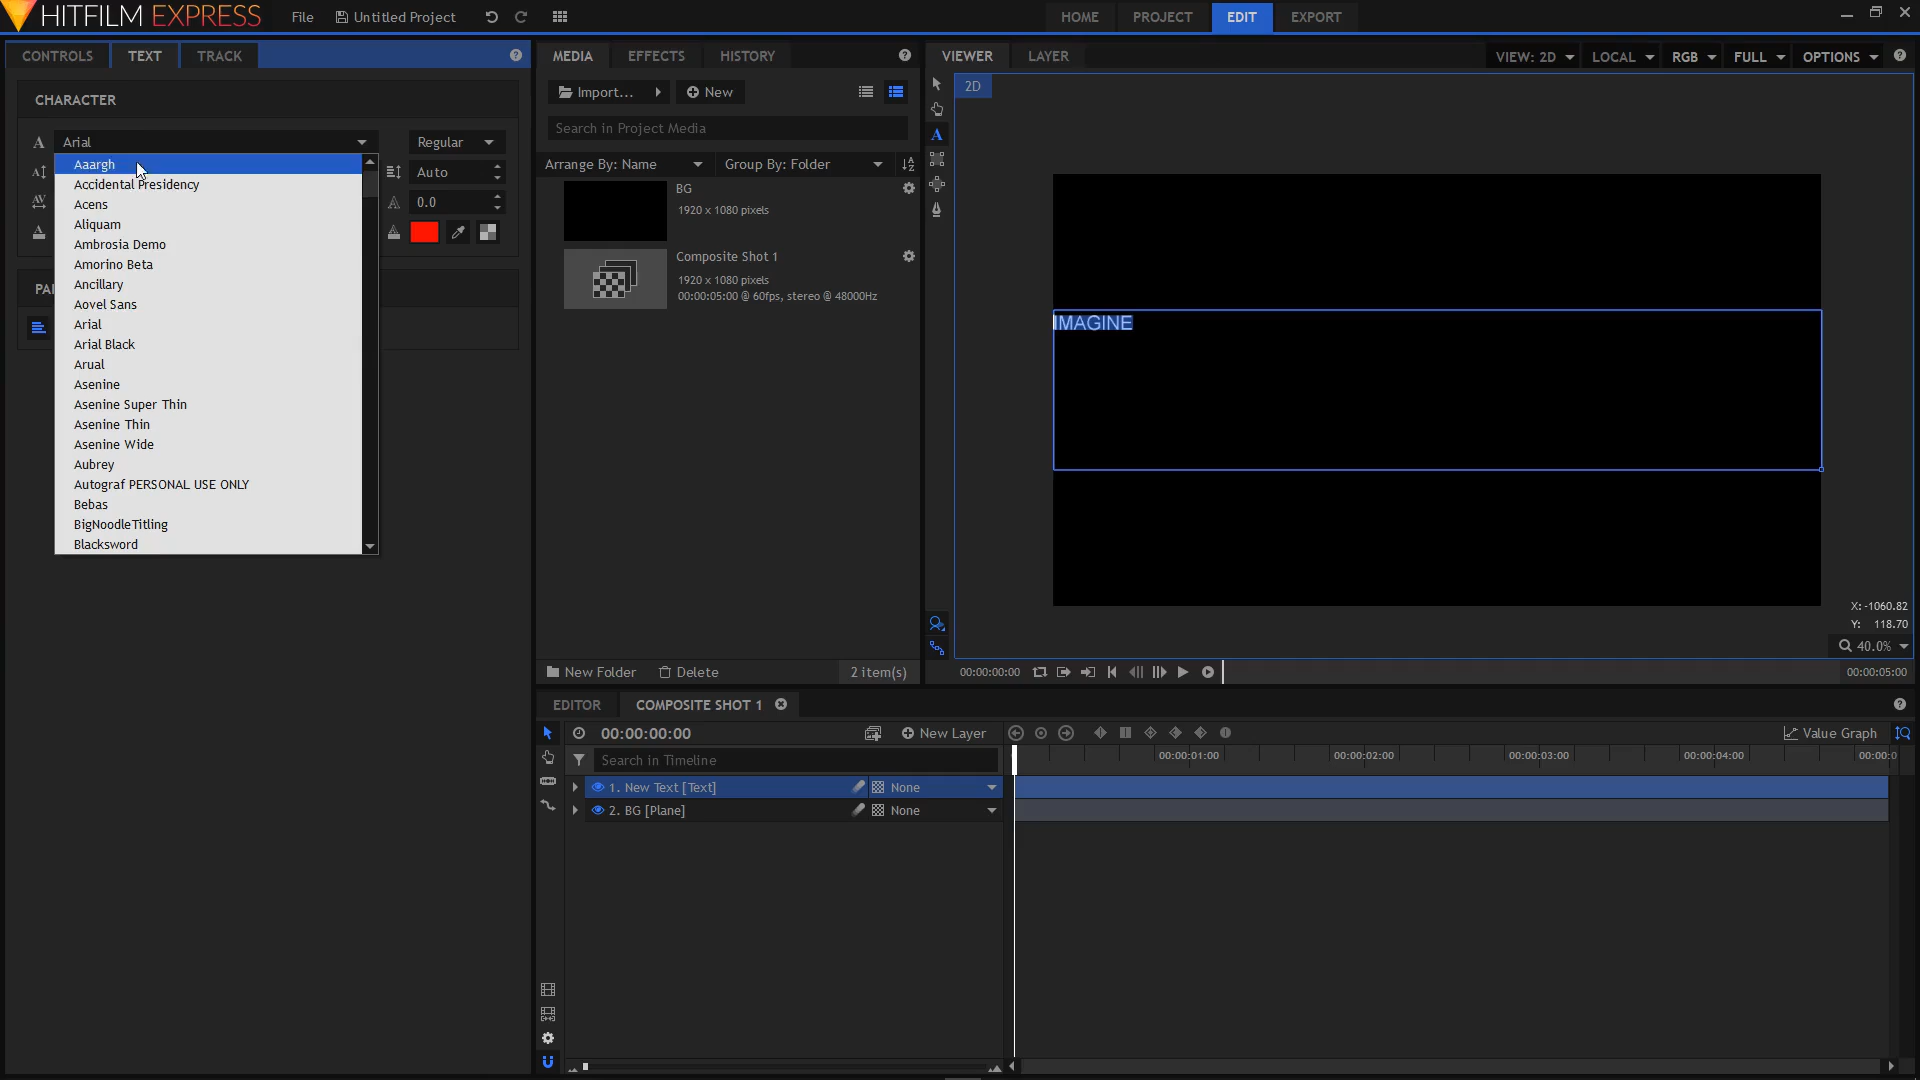 HITFILM EXPRESS
File
Untitled Project
HOME
PROJECT
EDIT
EXPORT
CONTROLS
TEXT
TRACK
CHARACTER
Arial
Regular
Aaargh
Accidental Presidency
Acens
Aliquam
Ambrosia Demo
Amorino Beta
Ancillary
Aovel Sans
Arial
Arial Black
Arual
Asenine
Asenine Super Thin
Asenine Thin
Asenine Wide
Aubrey
Autograf PERSONAL USE ONLY
Bebas
BigNoodleTitling
Blacksword
Auto
0.0
PA
MEDIA
EFFECTS
HISTORY
Import...
New
Search in Project Media
Arrange By: Name
Group By: Folder
BG
1920 x 1080 pixels
Composite Shot 1
1920 x 1080 pixels
00:00:05:00 @ 60fps, stereo @ 48000Hz
New Folder
Delete
2 item(s)
VIEWER
LAYER
VIEW: 2D
LOCAL
RGB
FULL
OPTIONS
2D
IMAGINE
X: -1060.82
Y: 118.70
40.0%
00:00:00:00
00:00:05:00
EDITOR
COMPOSITE SHOT 1
00:00:00:00
New Layer
Value Graph
Search in Timeline
00:00:01:00
00:00:02:00
00:00:03:00
00:00:04:00
00:00:0
1. New Text [Text]
None
2. BG [Plane]
None